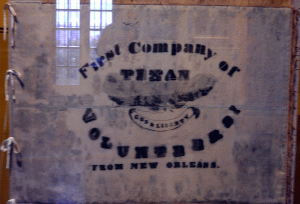 First Company of
TEXAN
VOLUNTEERS!
FROM NEW ORLEANS.